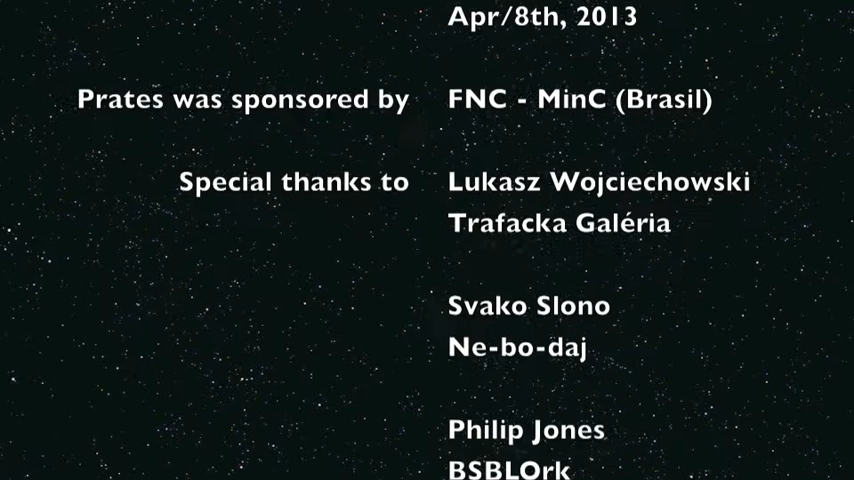 Apr/8th, 2013
Prates was sponsored by FNC - MinC (Brasil)
Special thanks to Lukasz Wojciechowski
Trafacka Galéria
Svako Slono
Ne-bo-daj
Philip Jones
BSBLOrk